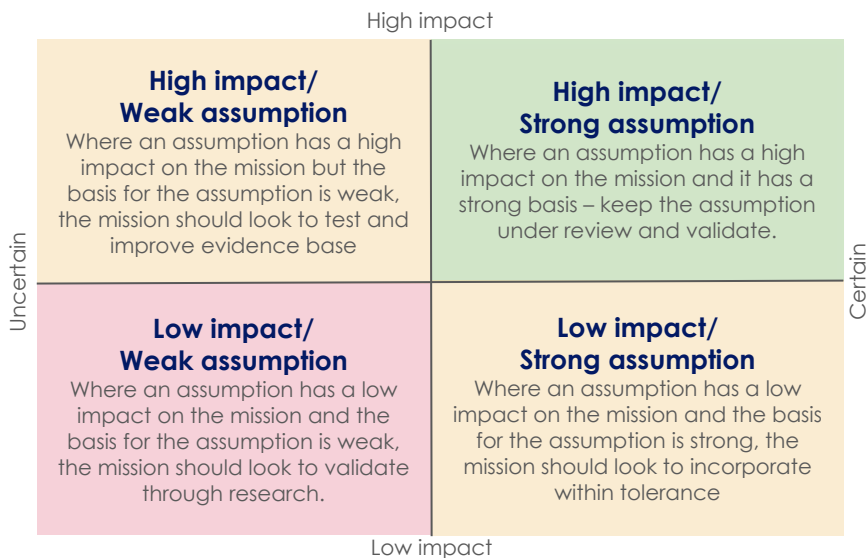 High impact
High impact/
Weak assumption
Where an assumption has a high
impact on the mission but the
basis for the assumption is weak,
the mission should look to test and
improve evidence base
High impact/
Strong assumption
Where an assumption has a high
impact on the mission and it has a
strong basis – keep the assumption
under review and validate.
Uncertain
Certain
Low impact/
Weak assumption
Where an assumption has a low
impact on the mission and the
basis for the assumption is weak,
the mission should look to validate
through research.
Low impact/
Strong assumption
Where an assumption has a low
impact on the mission and the basis
for the assumption is strong, the
mission should look to incorporate
within tolerance
Low impact